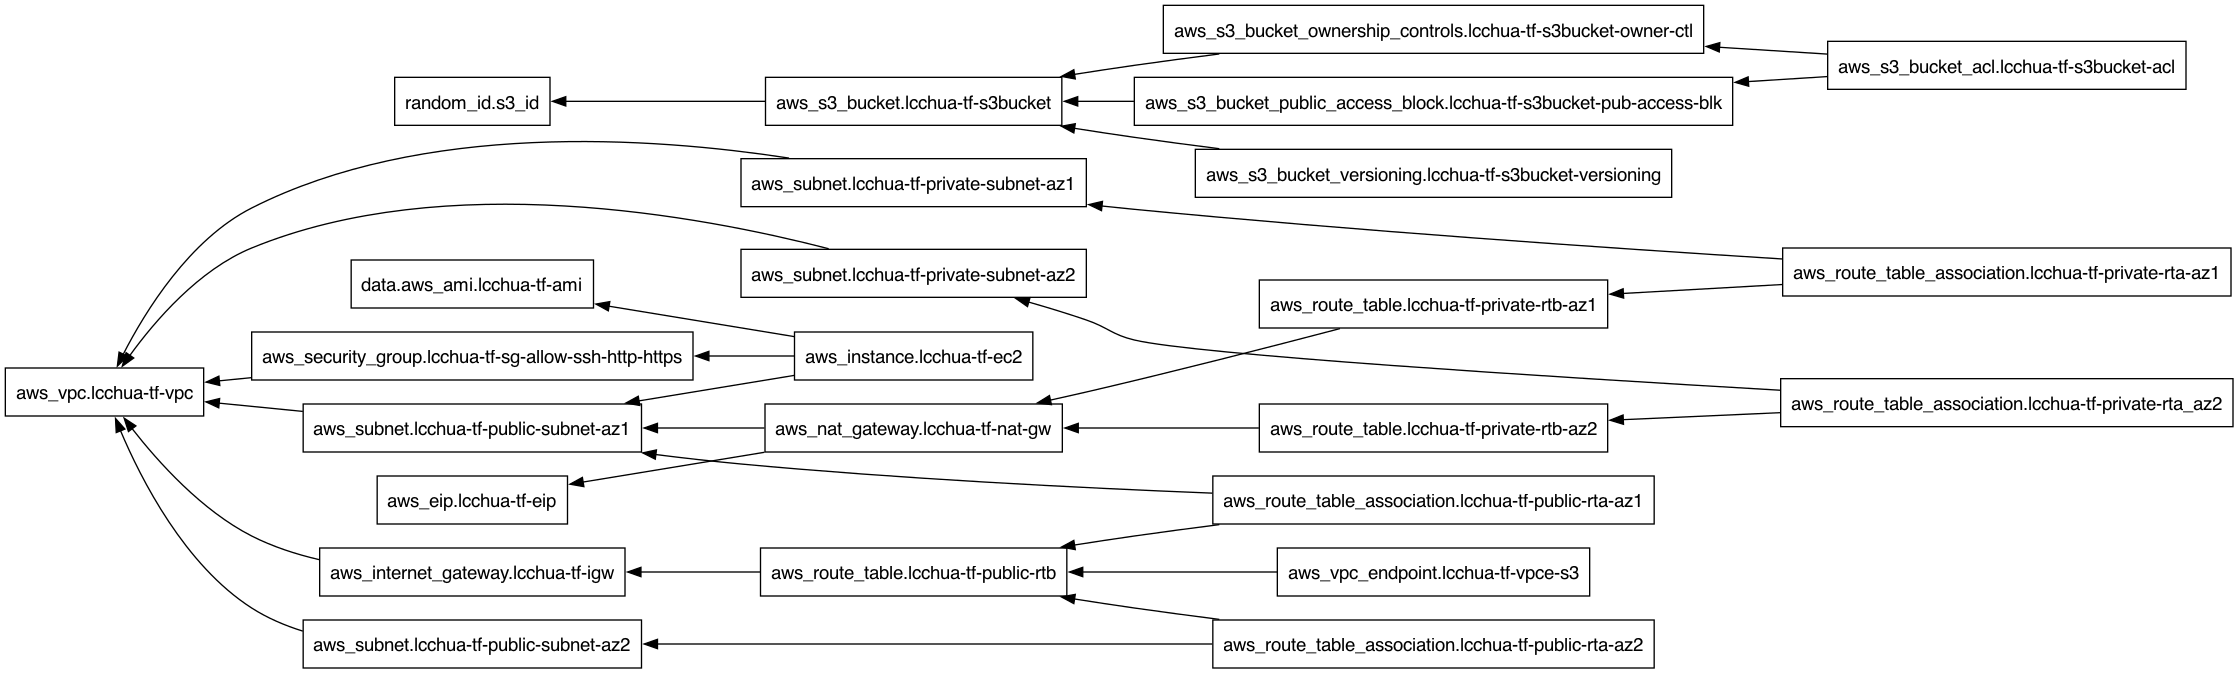 aws_s3_bucket_ownership_controls.lcchua-tf-s3bucket-owner-ctl
aws_s3_bucket_acl.lcchua-tf-s3bucket-acl
random_id.s3_id
aws_s3_bucket.lcchua-tf-s3bucket
aws_s3_bucket_public_access_block.lcchua-tf-s3bucket-pub-access-blk
aws_s3_bucket_versioning.lcchua-tf-s3bucket-versioning
aws_subnet.lcchua-tf-private-subnet-az1
aws_subnet.lcchua-tf-private-subnet-az2
aws_route_table_association.lcchua-tf-private-rta-az1
data.aws_ami.lcchua-tf-ami
aws_route_table.lcchua-tf-private-rtb-az1
aws_security_group.lcchua-tf-sg-allow-ssh-http-https
aws_instance.lcchua-tf-ec2
aws_vpc.lcchua-tf-vpc
aws_route_table_association.lcchua-tf-private-rta_az2
aws_subnet.lcchua-tf-public-subnet-az1
aws_nat_gateway.lcchua-tf-nat-gw
aws_route_table.lcchua-tf-private-rtb-az2
aws_eip.lcchua-tf-eip
aws_route_table_association.lcchua-tf-public-rta-az1
aws_internet_gateway.lcchua-tf-igw
aws_route_table.lcchua-tf-public-rtb
aws_vpc_endpoint.lcchua-tf-vpce-s3
aws_subnet.lcchua-tf-public-subnet-az2
aws_route_table_association.lcchua-tf-public-rta-az2